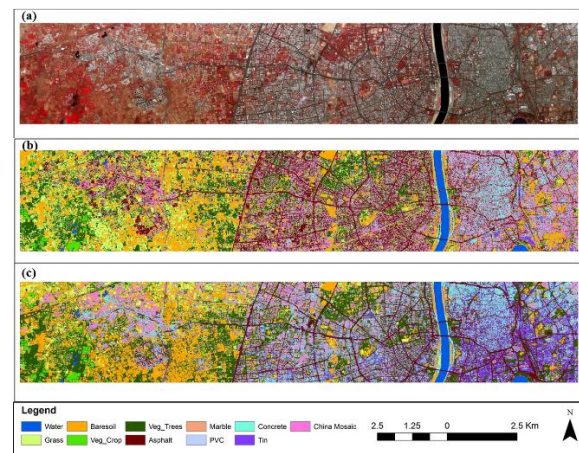 (a)
(b)
(c)
Legend
Water Baresoil Veg_Trees Marble Concrete China Mosaic
Grass Veg_Crop Asphalt PVC Tin
2.5 1.25 0 2.5 Km
N